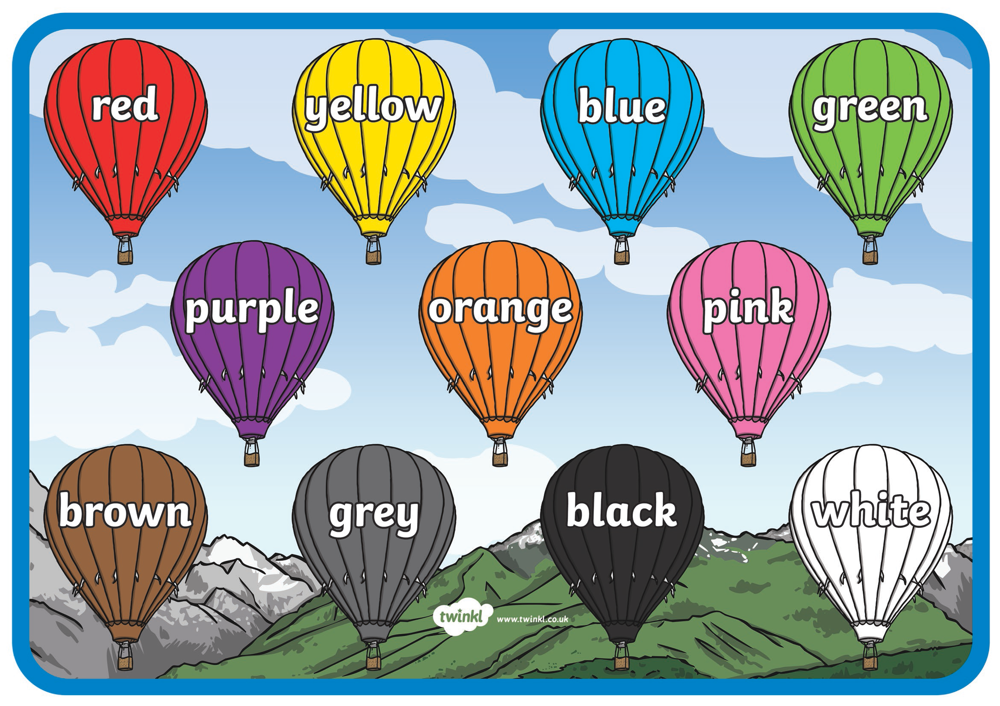 red
yellow
blue
green
purple
orange
pink
brown
grey
black
white
twinkl
www.twinkl.co.uk